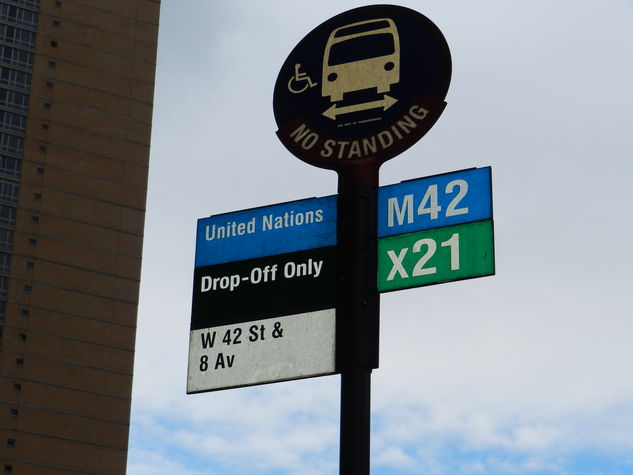 NO STANDING
United Nations
M42
Drop-Off Only
X21
W 42 St &
8 Av